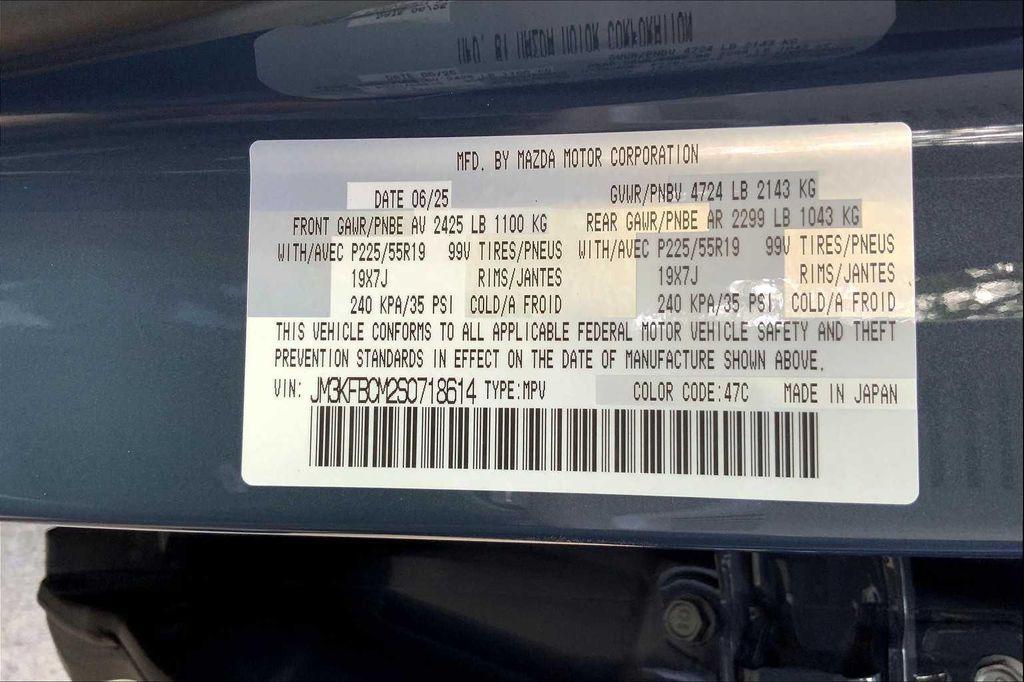 MFD. BY MAZDA MOTOR CORPORATION
DATE 06/25 GVWR/PNBV 4724 LB 2143 KG
FRONT GAWR/PNBE AV 2425 LB 1100 KG REAR GAWR/PNBE AR 2299 LB 1043 KG
WITH/AVEC P225/55R19 99V TIRES/PNEUS WITH/AVEC P225/55R19 99V TIRES/PNEUS
19X7J RIMS/JANTES 19X7J RIMS/JANTES
240 KPA/35 PSI COLD/A FROID 240 KPA/35 PSI COLD/A FROID
THIS VEHICLE CONFORMS TO ALL APPLICABLE FEDERAL MOTOR VEHICLE SAFETY AND THEFT
PREVENTION STANDARDS IN EFFECT ON THE DATE OF MANUFACTURE SHOWN ABOVE.
VIN: JM3KFBCM2S0718614 TYPE:MPV COLOR CODE:47C MADE IN JAPAN